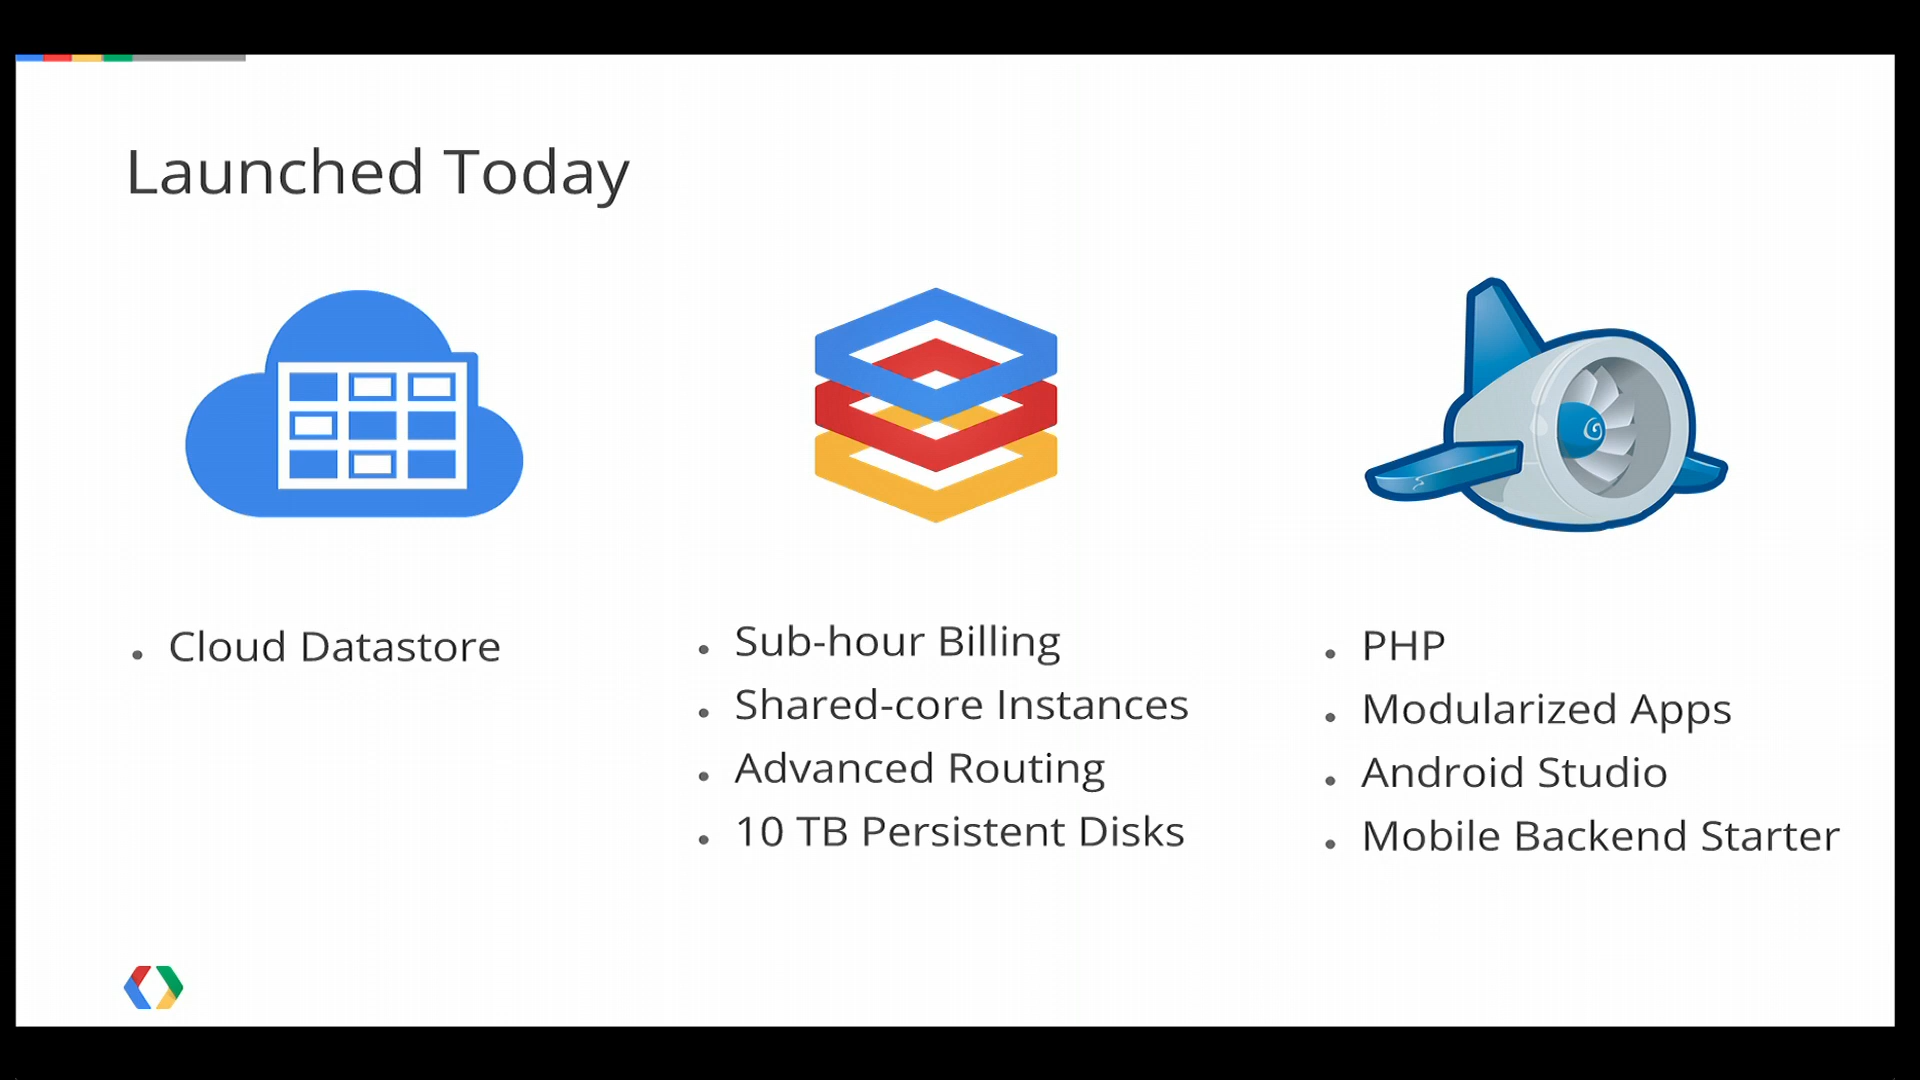 Launched Today
Cloud Datastore
Sub-hour Billing
Shared-core Instances
Advanced Routing
10 TB Persistent Disks
PHP
Modularized Apps
Android Studio
Mobile Backend Starter